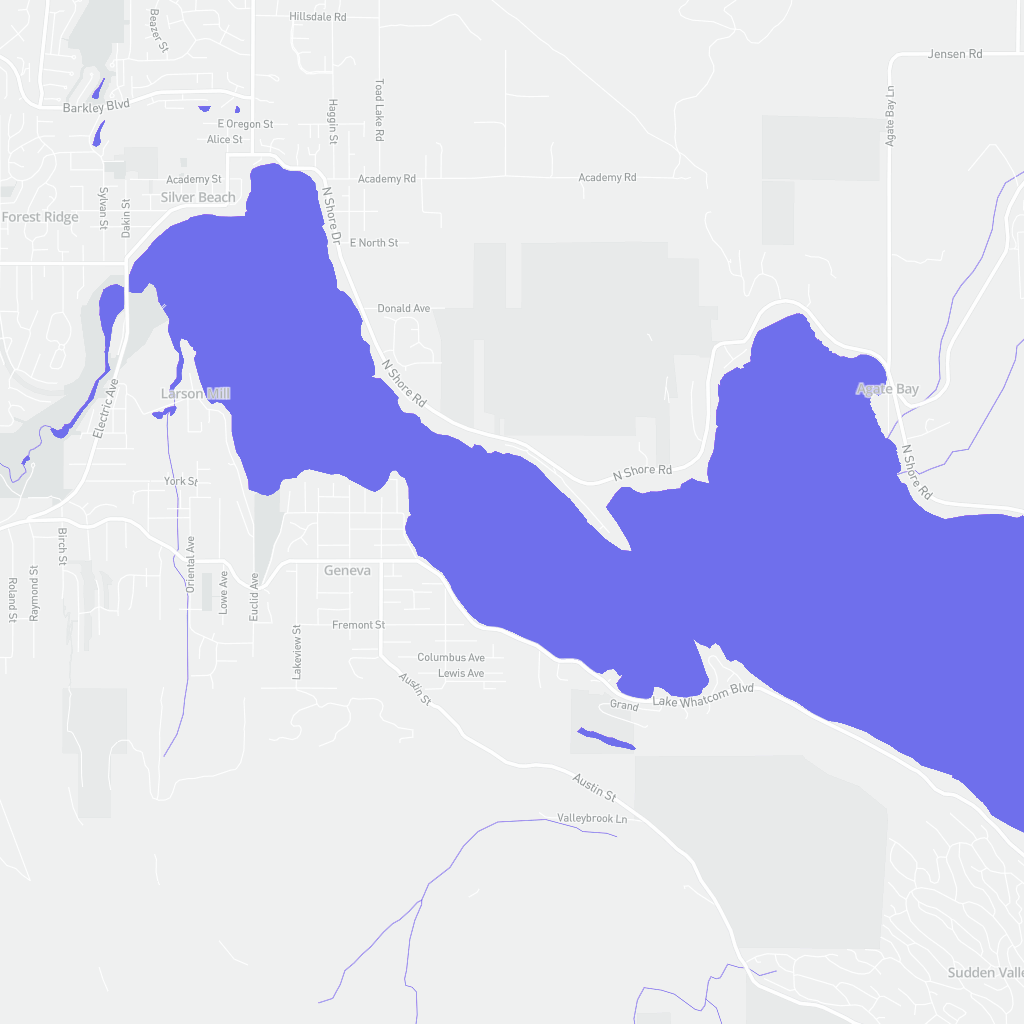 Hillsdale Rd
Beazer St
Jensen Rd
Toad Lake Rd
Haggin St
Agate Bay Ln
Barkley Blvd
E Oregon St
Alice St
Academy St
Academy Rd
Academy Rd
Silver Beach
Sylvan St
Dakin St
Forest Ridge
N Shore Dr
E North St
Donald Ave
N Shore Rd
Larson Mill
Agate Bay
Electric Ave
N Shore Rd
N Shore Rd
York St
Birch St
Oriental Ave
Geneva
Roland St
Raymond St
Lowe Ave
Euclid Ave
Fremont St
Lakeview St
Columbus Ave
Lewis Ave
Austin St
Grand
Lake Whatcom Blvd
Austin St
Valleybrook Ln
Sudden Valle